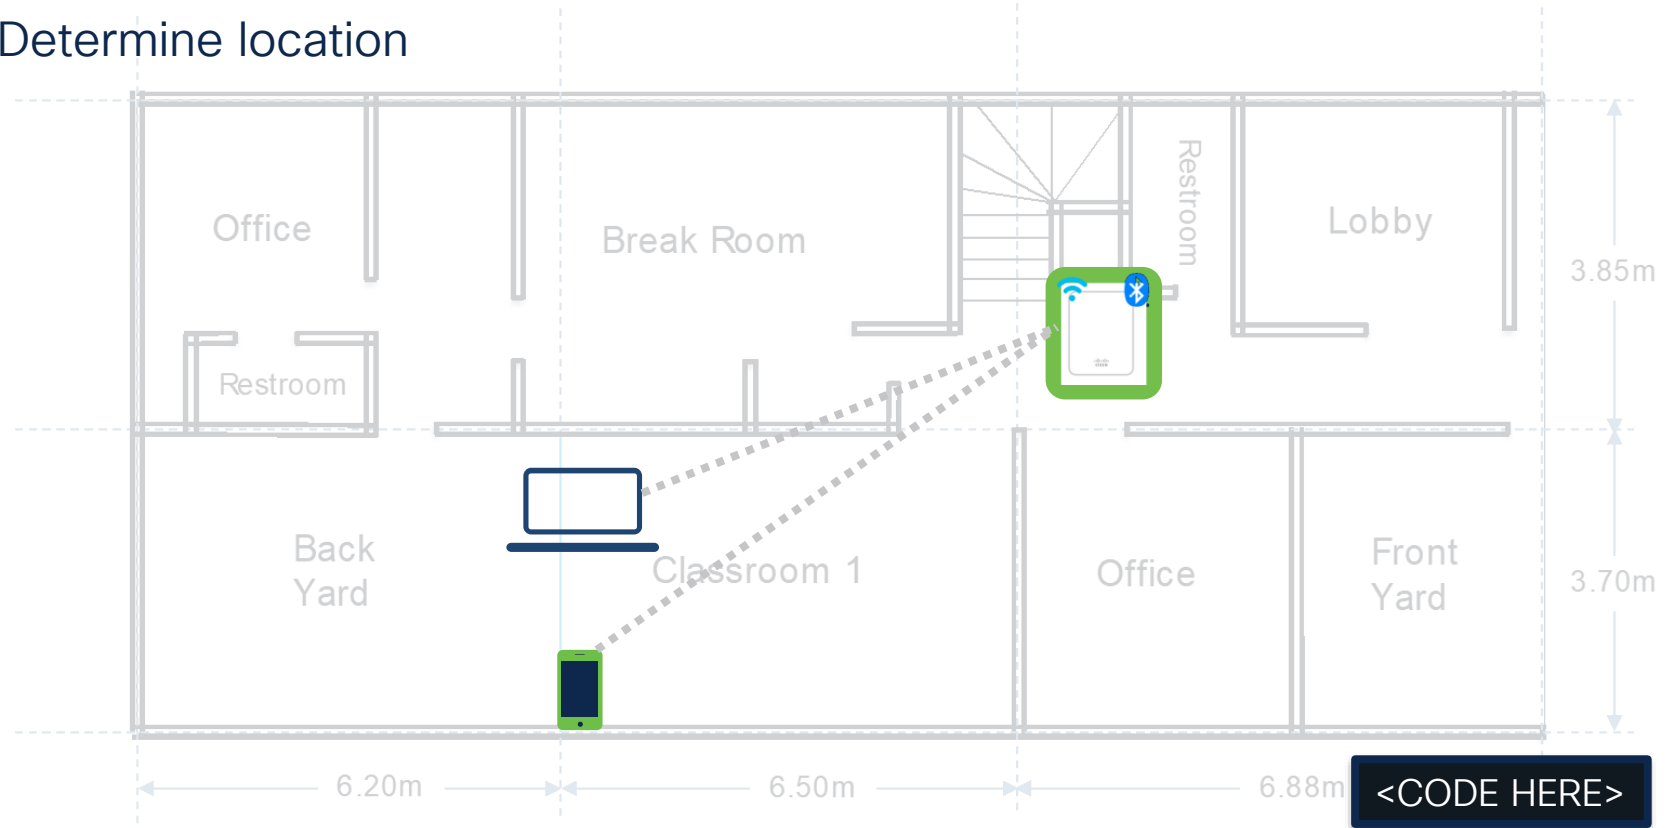 Determine location
Office
Break Room
Restroom
Lobby
3.85m
Restroom
Back
Yard
Classroom 1
Office
Front
Yard
3.70m
6.20m
6.50m
6.88m
<CODE HERE>